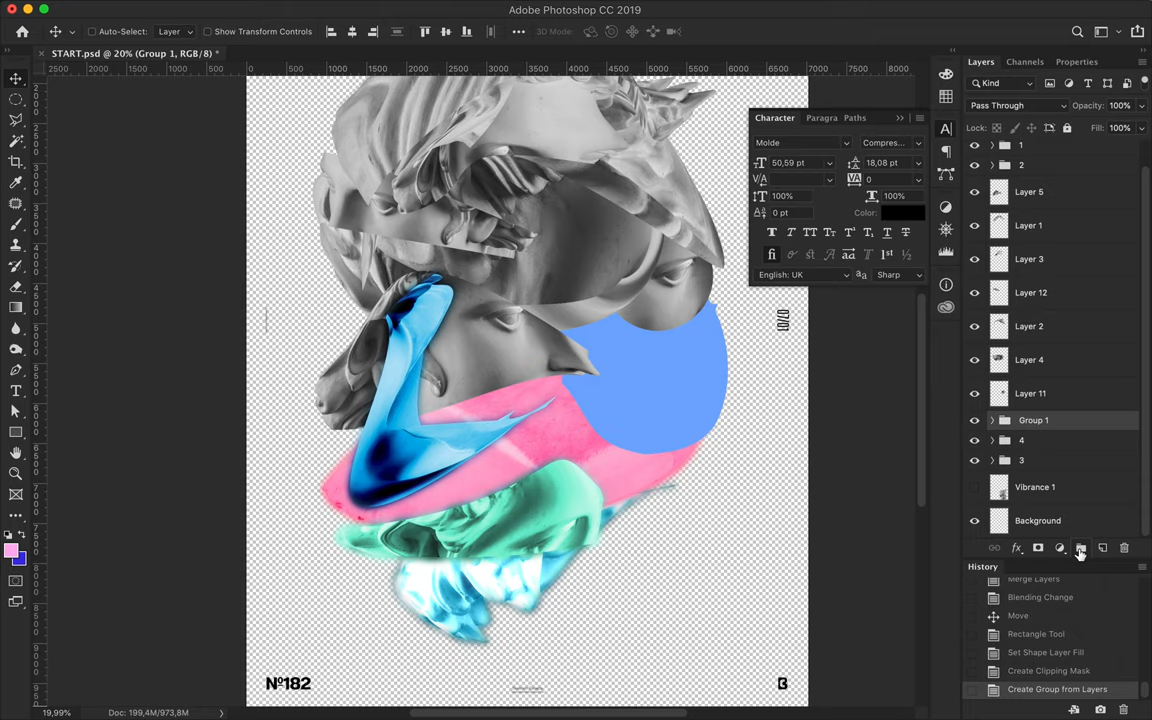 Adobe Photoshop CC 2019
Auto-Select:
Layer
Show Transform Controls
3D Mode:
START.psd @ 20% (Group 1, RGB/8) *
2500
2000
1500
1000
500
0
500
1000
1500
2000
2500
3000
3500
4000
4500
5000
5500
6000
6500
7000
7500
8000
8500
07/01
№182
B
Character
Paragra
Paths
Molde
Compres...
50,59 pt
18,08 pt
0
100%
100%
0 pt
Color:
English: UK
Sharp
Layers
Channels
Properties
Kind
Pass Through
Opacity:
100%
Lock:
Fill:
100%
1
2
Layer 5
Layer 1
Layer 3
Layer 12
Layer 2
Layer 4
Layer 11
Group 1
4
3
Vibrance 1
Background
fx
History
Merge Layers
Blending Change
Move
Rectangle Tool
Set Shape Layer Fill
Create Clipping Mask
Create Group from Layers
19,99%
Doc: 199,4M/973,8M